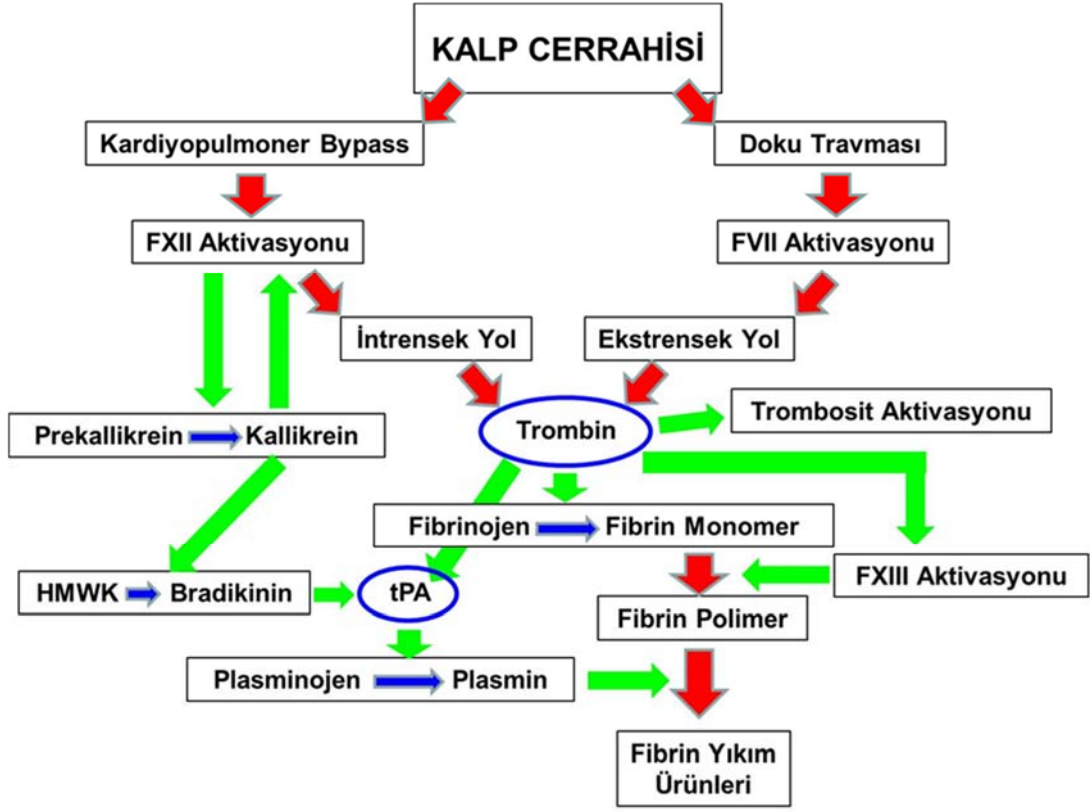 KALP CERRAHİSİ
Kardiyopulmoner Bypass
Doku Travması
FXII Aktivasyonu
FVII Aktivasyonu
İntrensek Yol
Ekstrensek Yol
Trombosit Aktivasyonu
Prekallikrein Kallikrein
Trombin
Fibrinojen Fibrin Monomer
HMWK Bradikinin
tPA
FXIII Aktivasyonu
Fibrin Polimer
Plasminojen Plasmin
Fibrin Yıkım
Ürünleri